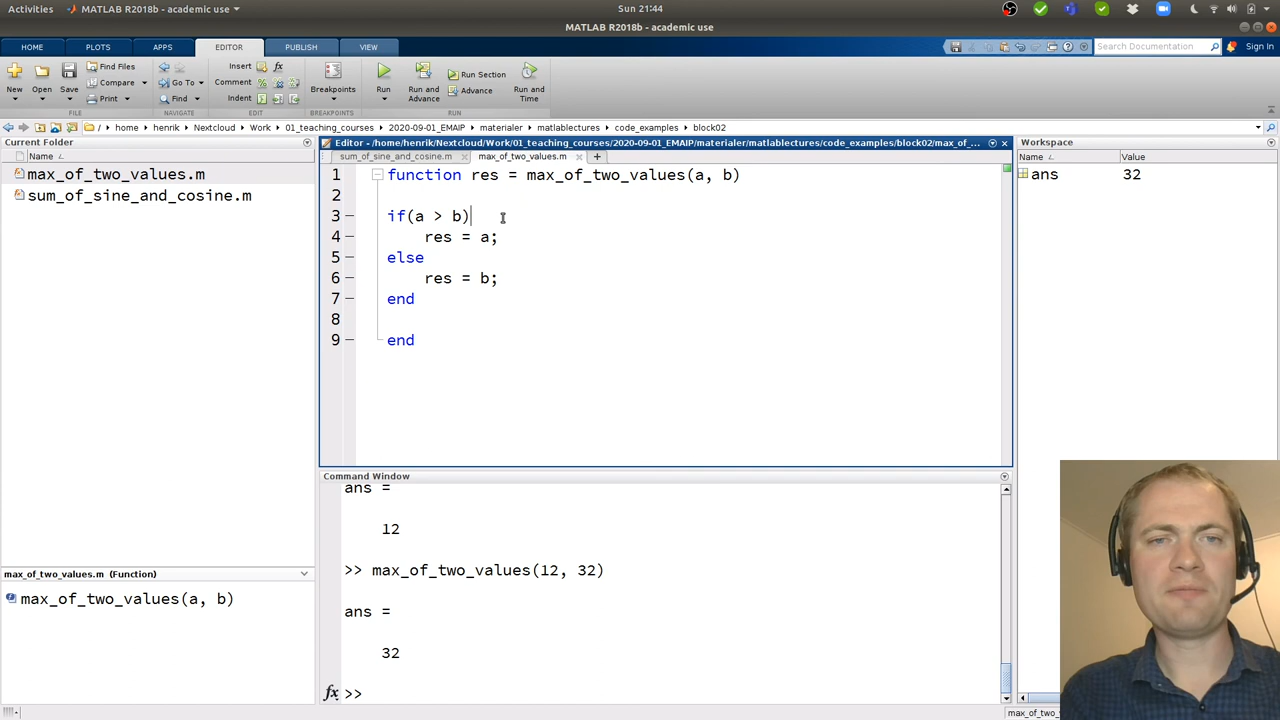 Activities MATLAB R2018b - academic use Sun 21:44
MATLAB R2018b - academic use
HOME PLOTS APPS EDITOR PUBLISH VIEW Search Documentation Sign In
New Open Save Find Files Compare Print Go To Find Insert fx Comment Indent Breakpoints Run Run and Advance Run Section Advance Run and Time
FILE NAVIGATE EDIT BREAKPOINTS RUN
/ home henrik Nextcloud Work 01_teaching_courses 2020-09-01_EMAIP materialer matlablectures code_examples block02
Current Folder
Name
max_of_two_values.m
sum_of_sine_and_cosine.m
max_of_two_values.m (Function)
max_of_two_values(a, b)
Editor - /home/henrik/Nextcloud/Work/01_teaching_courses/2020-09-01_EMAIP/materialer/matlablectures/code_examples/block02/max_of_...
sum_of_sine_and_cosine.m max_of_two_values.m
1 function res = max_of_two_values(a, b)
2
3 if(a > b)
4 res = a;
5 else
6 res = b;
7 end
8
9 end
Command Window
ans =
12
>> max_of_two_values(12, 32)
ans =
32
fx >>
Workspace
Name Value
ans 32
max_of_two_v